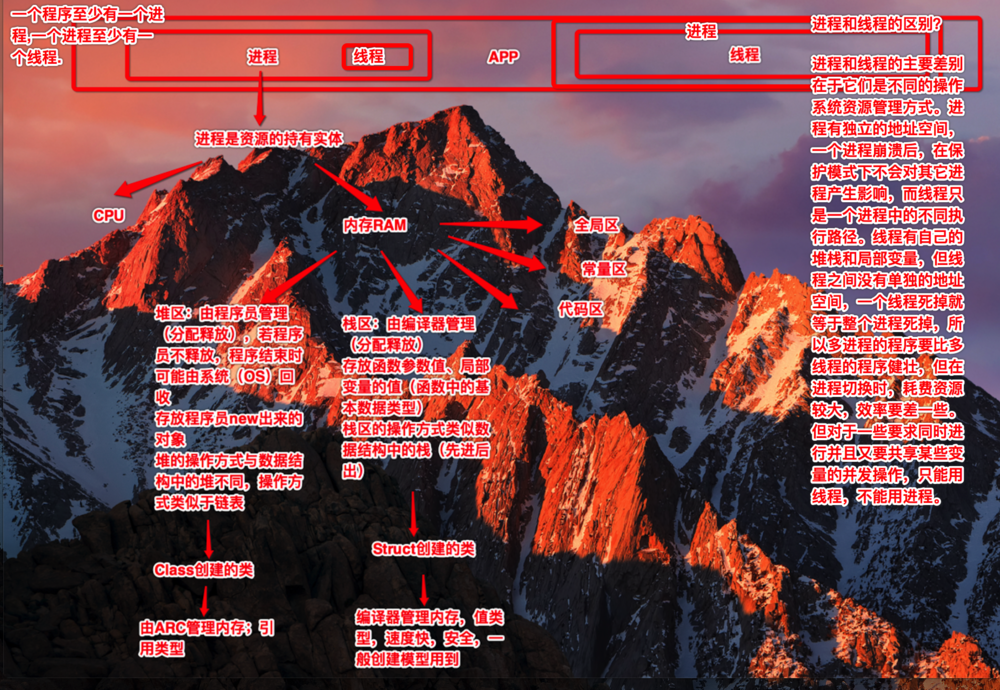 一个程序至少有一个进
程,一个进程至少有一
个线程.
进程
线程
APP
进程
线程
进程是资源的持有实体
CPU
内存RAM
全局区
常量区
代码区
堆区：由程序员管理
（分配释放），若程序
员不释放，程序结束时
可能由系统（OS）回
收
存放程序员new出来的
对象
堆的操作方式与数据结
构中的堆不同，操作方
式类似于链表
Class创建的类
由ARC管理内存；引
用类型
栈区：由编译器管理
（分配释放）
存放函数参数值、局部
变量的值（函数中的基
本数据类型）
栈区的操作方式类似数
据结构中的栈（先进后
出）
Struct创建的类
编译器管理内存，值类
型，速度快，安全，一
般创建模型用到
进程和线程的区别？
进程和线程的主要差别
在于它们是不同的操作
系统资源管理方式。进
程有独立的地址空间，
一个进程崩溃后，在保
护模式下不会对其它进
程产生影响，而线程只
是一个进程中的不同执
行路径。线程有自己的
堆栈和局部变量，但线
程之间没有单独的地址
空间，一个线程死掉就
等于整个进程死掉，所
以多进程的程序要比多
线程的程序健壮，但在
进程切换时，耗费资源
较大，效率要差一些。
但对于一些要求同时进
行并且又要共享某些变
量的并发操作，只能用
线程，不能用进程。